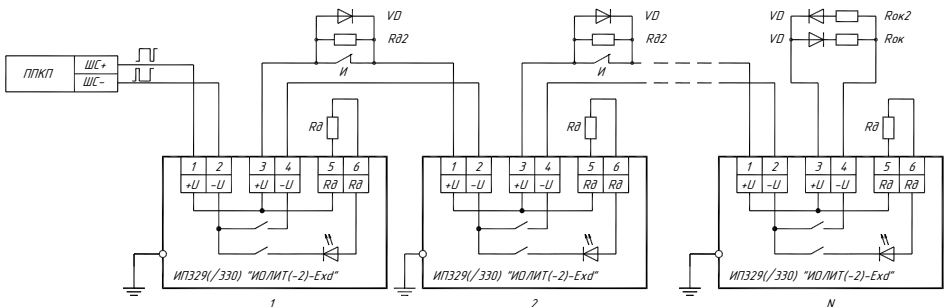 VD
Rд2
И
VD
Rд2
И
VD
Rок2
VD
Rок
ППКП
ШС+
ШС−
Rд
Rд
Rд
1 2 3 4 5 6
+U −U +U −U Rд Rд
1 2 3 4 5 6
+U −U +U −U Rд Rд
1 2 3 4 5 6
+U −U +U −U Rд Rд
ИП329(/330) "ИОЛИТ(-2)-Exd"
ИП329(/330) "ИОЛИТ(-2)-Exd"
ИП329(/330) "ИОЛИТ(-2)-Exd"
1
2
N